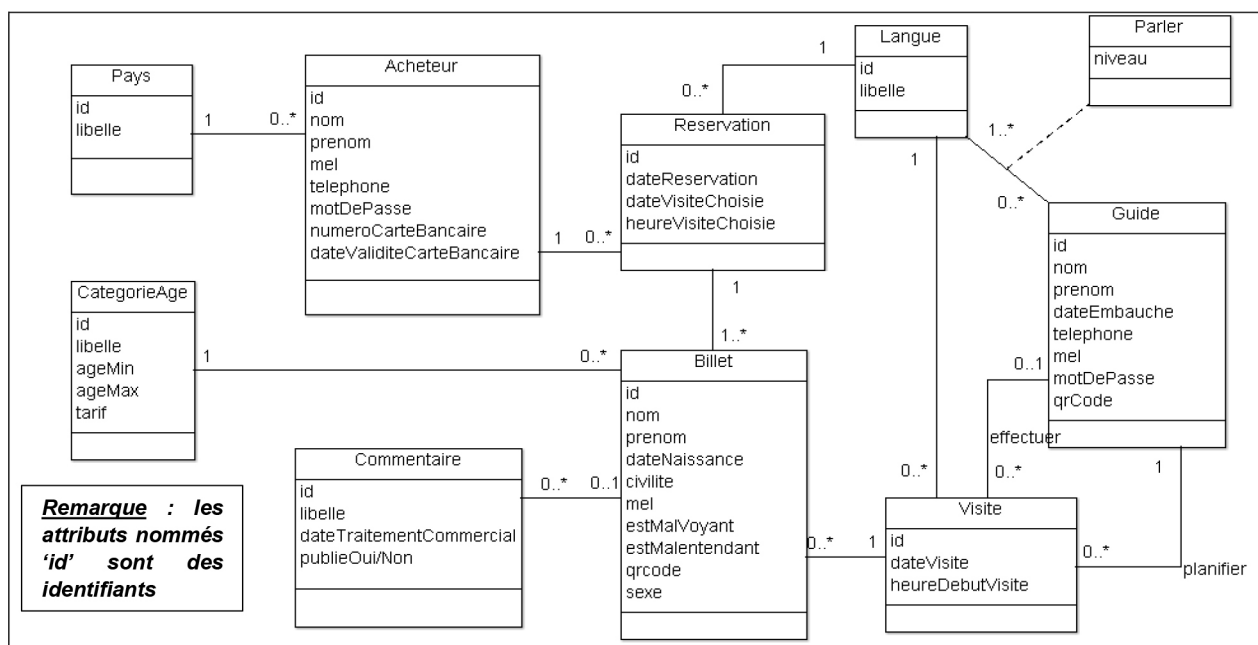 Pays
id
libelle
1
0..*
Acheteur
id
nom
prenom
mel
telephone
motDePasse
numeroCarteBancaire
dateValiditeCarteBancaire
1
0..*
Reservation
id
dateReservation
dateVisiteChoisie
heureVisiteChoisie
0..*
1
Langue
id
libelle
Parler
niveau
1..*
0..*
Guide
id
nom
prenom
dateEmbauche
telephone
mel
motDePasse
qrCode
CategorieAge
id
libelle
ageMin
ageMax
tarif
1
0..*
1
1..*
Billet
id
nom
prenom
dateNaissance
civilite
mel
estMalVoyant
estMalentendant
qrcode
sexe
Commentaire
id
libelle
dateTraitementCommercial
publieOui/Non
0..*
0..1
1
0..*
0..1
effectuer
0..*
1
0..*
planifier
Visite
id
dateVisite
heureDebutVisite
0..*
1
Remarque : les
attributs nommés
‘id’ sont des
identifiants